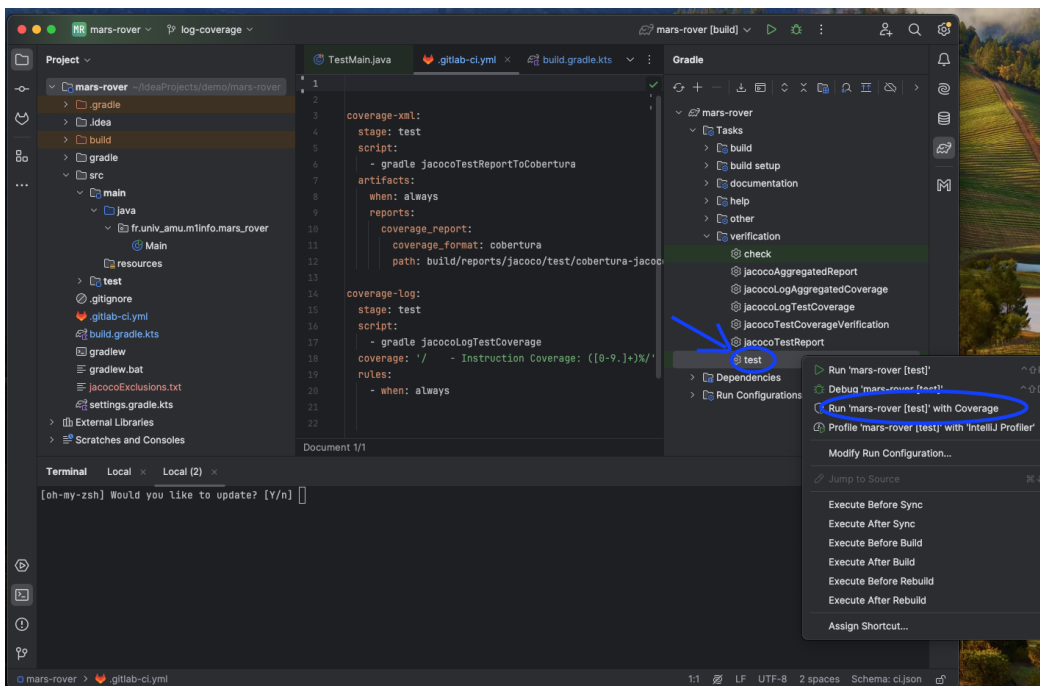 MR mars-rover log-coverage mars-rover [build]
Project
mars-rover ~/IdeaProjects/demo/mars-rover
.gradle
.idea
build
gradle
src
main
java
fr.univ_amu.m1info.mars_rover
Main
resources
test
.gitignore
.gitlab-ci.yml
build.gradle.kts
gradlew
gradlew.bat
jacocoExclusions.txt
settings.gradle.kts
External Libraries
Scratches and Consoles
TestMain.java .gitlab-ci.yml build.gradle.kts
1
2
3 coverage-xml:
4 stage: test
5 script:
6 - gradle jacocoTestReportToCobertura
7 artifacts:
8 when: always
9 reports:
10 coverage_report:
11 coverage_format: cobertura
12 path: build/reports/jacoco/test/cobertura-jacoc
13
14 coverage-log:
15 stage: test
16 script:
17 - gradle jacocoLogTestCoverage
18 coverage: '/ - Instruction Coverage: ([0-9.]+)%/'
19 rules:
20 - when: always
21
22
Document 1/1
Gradle
mars-rover
Tasks
build
build setup
documentation
help
other
verification
check
jacocoAggregatedReport
jacocoLogAggregatedCoverage
jacocoLogTestCoverage
jacocoTestCoverageVerification
jacocoTestReport
test
Dependencies
Run Configurations
Run 'mars-rover [test]'
Debug 'mars-rover [test]'
Run 'mars-rover [test]' with Coverage
Profile 'mars-rover [test]' with 'IntelliJ Profiler'
Modify Run Configuration...
Jump to Source
Execute Before Sync
Execute After Sync
Execute Before Build
Execute After Build
Execute Before Rebuild
Execute After Rebuild
Assign Shortcut...
Terminal Local Local (2)
[oh-my-zsh] Would you like to update? [Y/n]
mars-rover > .gitlab-ci.yml
1:1 LF UTF-8 2 spaces Schema: ci.json